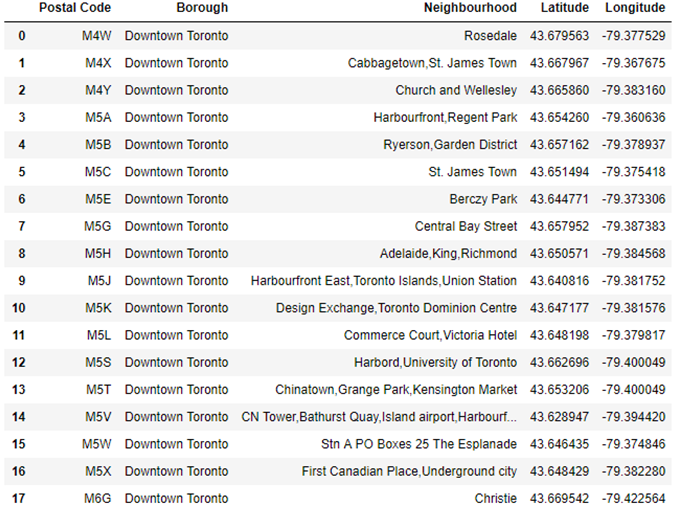 Postal Code Borough Neighbourhood Latitude Longitude
0 M4W Downtown Toronto Rosedale 43.679563 -79.377529
1 M4X Downtown Toronto Cabbagetown,St. James Town 43.667967 -79.367675
2 M4Y Downtown Toronto Church and Wellesley 43.665860 -79.383160
3 M5A Downtown Toronto Harbourfront,Regent Park 43.654260 -79.360636
4 M5B Downtown Toronto Ryerson,Garden District 43.657162 -79.378937
5 M5C Downtown Toronto St. James Town 43.651494 -79.375418
6 M5E Downtown Toronto Berczy Park 43.644771 -79.373306
7 M5G Downtown Toronto Central Bay Street 43.657952 -79.387383
8 M5H Downtown Toronto Adelaide,King,Richmond 43.650571 -79.384568
9 M5J Downtown Toronto Harbourfront East,Toronto Islands,Union Station 43.640816 -79.381752
10 M5K Downtown Toronto Design Exchange,Toronto Dominion Centre 43.647177 -79.381576
11 M5L Downtown Toronto Commerce Court,Victoria Hotel 43.648198 -79.379817
12 M5S Downtown Toronto Harbord,University of Toronto 43.662696 -79.400049
13 M5T Downtown Toronto Chinatown,Grange Park,Kensington Market 43.653206 -79.400049
14 M5V Downtown Toronto CN Tower,Bathurst Quay,Island airport,Harbourf... 43.628947 -79.394420
15 M5W Downtown Toronto Stn A PO Boxes 25 The Esplanade 43.646435 -79.374846
16 M5X Downtown Toronto First Canadian Place,Underground city 43.648429 -79.382280
17 M6G Downtown Toronto Christie 43.669542 -79.422564